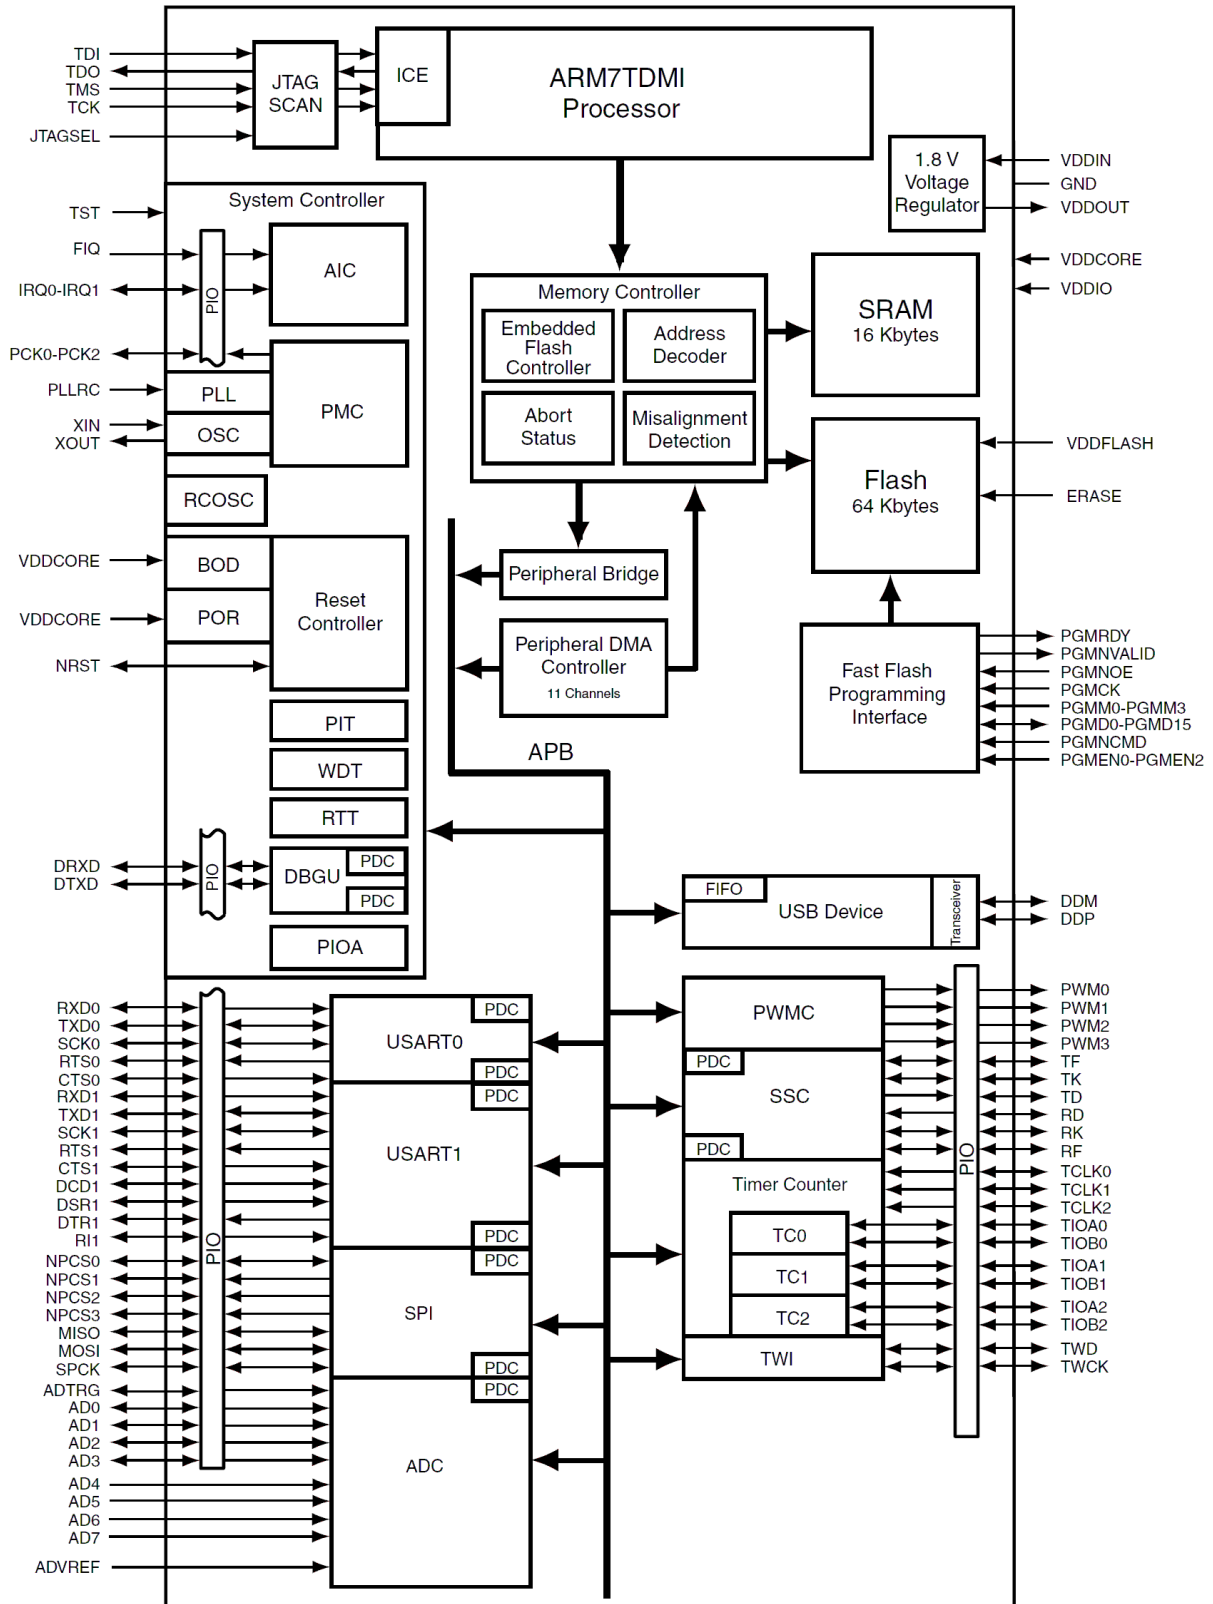 TDI
TDO
TMS
TCK
JTAGSEL
JTAG
SCAN
ICE
ARM7TDMI
Processor
1.8 V
Voltage
Regulator
VDDIN
GND
VDDOUT
VDDCORE
VDDIO
System Controller
TST
FIQ
IRQ0-IRQ1
PCK0-PCK2
PLLRC
XIN
XOUT
PIO
AIC
PMC
PLL
OSC
RCOSC
VDDCORE
VDDCORE
NRST
BOD
POR
Reset
Controller
PIT
WDT
RTT
DRXD
DTXD
PIO
DBGU
PDC
PDC
PIOA
Memory Controller
Embedded
Flash
Controller
Address
Decoder
Abort
Status
Misalignment
Detection
SRAM
16 Kbytes
Flash
64 Kbytes
VDDFLASH
ERASE
Peripheral Bridge
Peripheral DMA
Controller
11 Channels
APB
Fast Flash
Programming
Interface
PGMRDY
PGMNVALID
PGMNOE
PGMCK
PGMM0-PGMM3
PGMD0-PGMD15
PGMNCMD
PGMEN0-PGMEN2
FIFO
USB Device
Transceiver
DDM
DDP
RXD0
TXD0
SCK0
RTS0
CTS0
RXD1
TXD1
SCK1
RTS1
CTS1
DCD1
DSR1
DTR1
RI1
NPCS0
NPCS1
NPCS2
NPCS3
MISO
MOSI
SPCK
ADTRG
AD0
AD1
AD2
AD3
AD4
AD5
AD6
AD7
ADVREF
PIO
PDC
USART0
PDC
PDC
USART1
PDC
PDC
SPI
PDC
PDC
ADC
PWMC
PDC
SSC
PDC
Timer Counter
TC0
TC1
TC2
TWI
PIO
PWM0
PWM1
PWM2
PWM3
TF
TK
TD
RD
RK
RF
TCLK0
TCLK1
TCLK2
TIOA0
TIOB0
TIOA1
TIOB1
TIOA2
TIOB2
TWD
TWCK